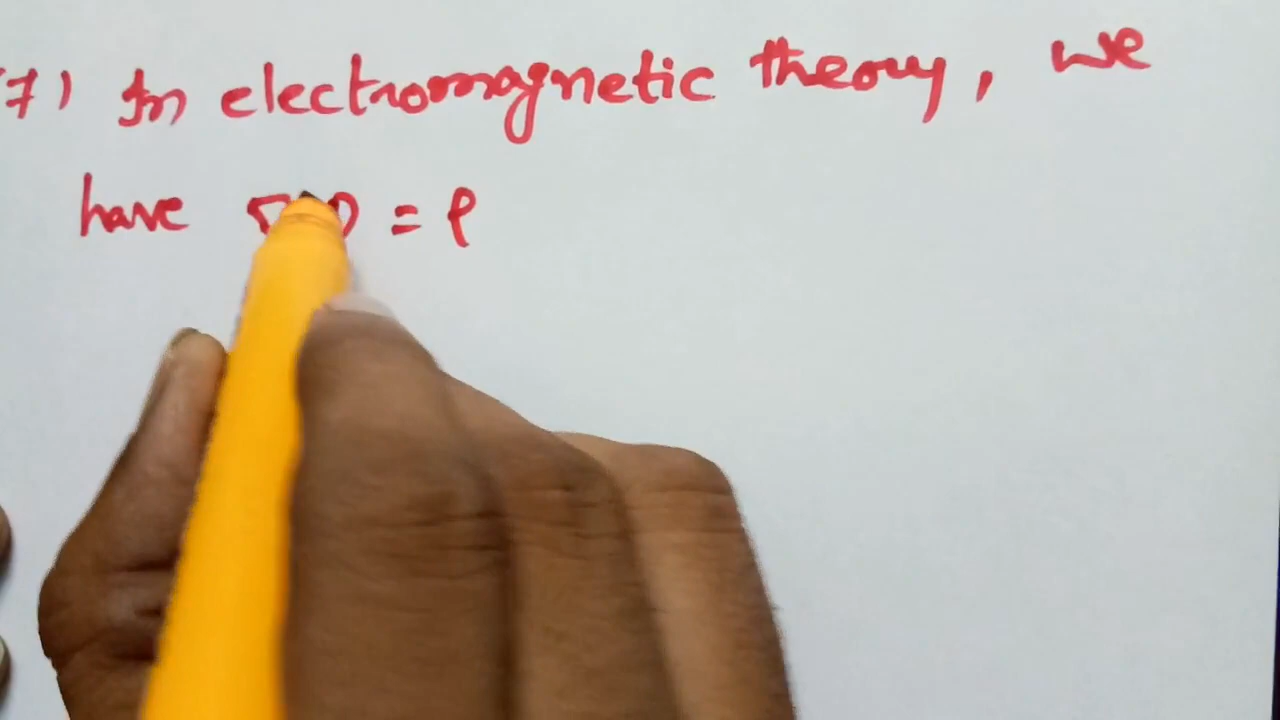 7) In electromagnetic theory, we
have ∇ D = ρ